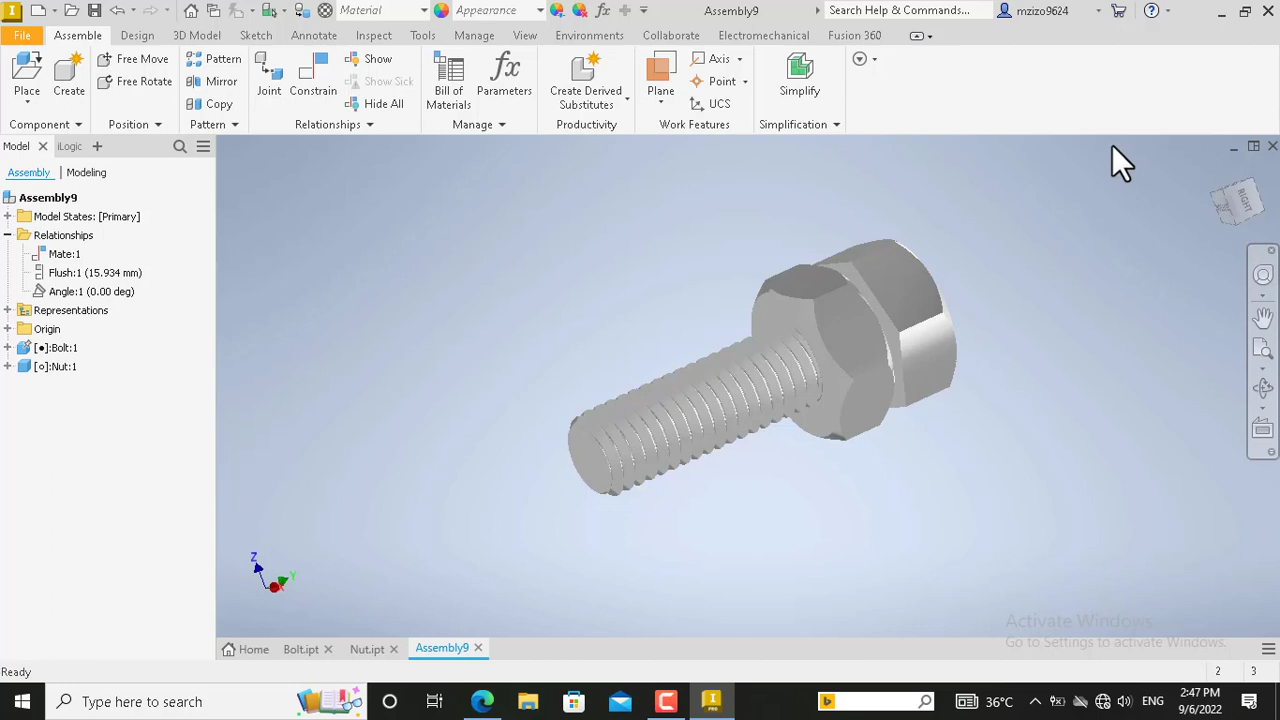 Material
Appearance
Assembly9
Search Help & Commands...
mzizo9624
File
Assemble
Design
3D Model
Sketch
Annotate
Inspect
Tools
Manage
View
Environments
Collaborate
Electromechanical
Fusion 360
Place
Create
Free Move
Free Rotate
Pattern
Mirror
Copy
Joint
Constrain
Show
Show Sick
Hide All
Bill of
Materials
fx
Parameters
Create Derived
Substitutes
Plane
Axis
Point
UCS
Simplify
Component
Position
Pattern
Relationships
Manage
Productivity
Work Features
Simplification
Model
iLogic
Assembly
Modeling
Assembly9
Model States: [Primary]
Relationships
Mate:1
Flush:1 (15.934 mm)
Angle:1 (0.00 deg)
Representations
Origin
[●]:Bolt:1
[○]:Nut:1
RIGHT
Z
Y
X
Activate Windows
Go to Settings to activate Windows.
Home
Bolt.ipt
Nut.ipt
Assembly9
Ready
2
3
Type here to search
PRO
36°C
ENG
2:47 PM
9/6/2022